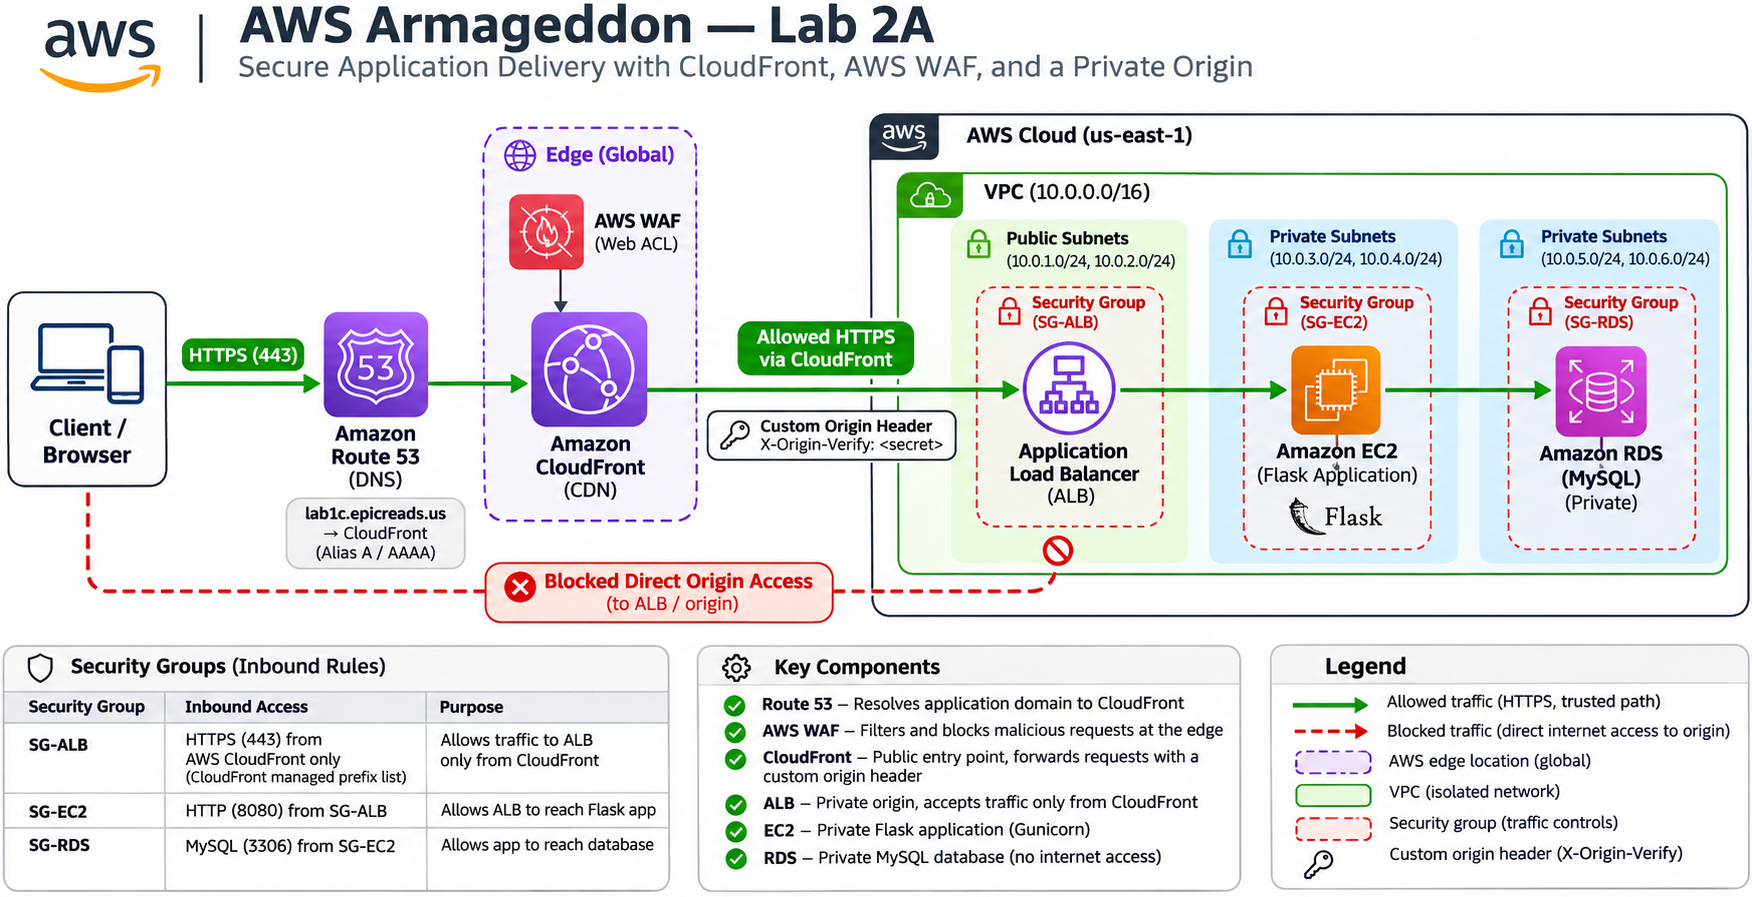 aws
AWS Armageddon — Lab 2A
Secure Application Delivery with CloudFront, AWS WAF, and a Private Origin
aws
AWS Cloud (us-east-1)
Edge (Global)
AWS WAF
(Web ACL)
VPC (10.0.0.0/16)
Public Subnets
(10.0.1.0/24, 10.0.2.0/24)
Private Subnets
(10.0.3.0/24, 10.0.4.0/24)
Private Subnets
(10.0.5.0/24, 10.0.6.0/24)
Security Group
(SG-ALB)
Security Group
(SG-EC2)
Security Group
(SG-RDS)
HTTPS (443)
53
Allowed HTTPS
via CloudFront
Client /
Browser
Amazon
Route 53
(DNS)
Amazon
CloudFront
(CDN)
Custom Origin Header
X-Origin-Verify: <secret>
Application
Load Balancer
(ALB)
Amazon EC2
(Flask Application)
Flask
Amazon RDS
(MySQL)
(Private)
lab1c.epicreads.us
→ CloudFront
(Alias A / AAAA)
Blocked Direct Origin Access
(to ALB / origin)
Security Groups (Inbound Rules)
Security Group Inbound Access Purpose
SG-ALB
HTTPS (443) from
AWS CloudFront only
(CloudFront managed prefix list)
Allows traffic to ALB
only from CloudFront
SG-EC2 HTTP (8080) from SG-ALB Allows ALB to reach Flask app
SG-RDS MySQL (3306) from SG-EC2 Allows app to reach database
Key Components
Route 53 – Resolves application domain to CloudFront
AWS WAF – Filters and blocks malicious requests at the edge
CloudFront – Public entry point, forwards requests with a
custom origin header
ALB – Private origin, accepts traffic only from CloudFront
EC2 – Private Flask application (Gunicorn)
RDS – Private MySQL database (no internet access)
Legend
Allowed traffic (HTTPS, trusted path)
Blocked traffic (direct internet access to origin)
AWS edge location (global)
VPC (isolated network)
Security group (traffic controls)
Custom origin header (X-Origin-Verify)